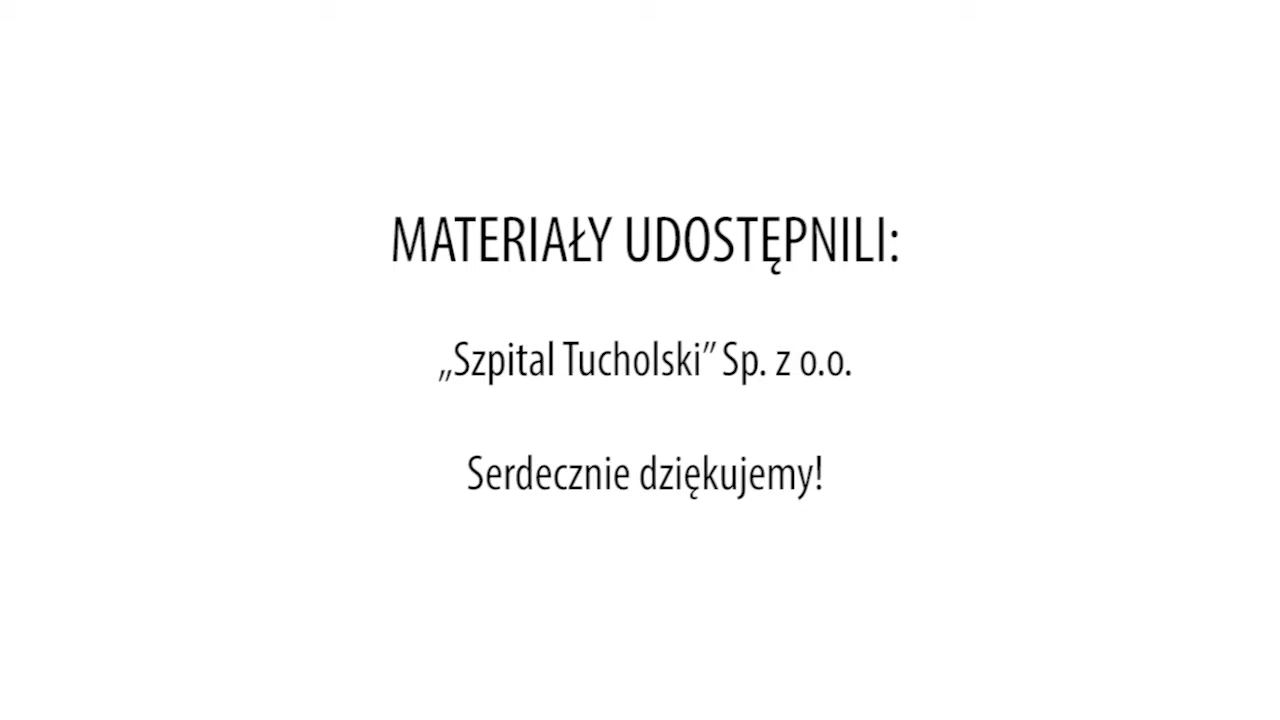 MATERIAŁY UDOSTĘPNILI:
„Szpital Tucholski” Sp. z o.o.
Serdecznie dziękujemy!